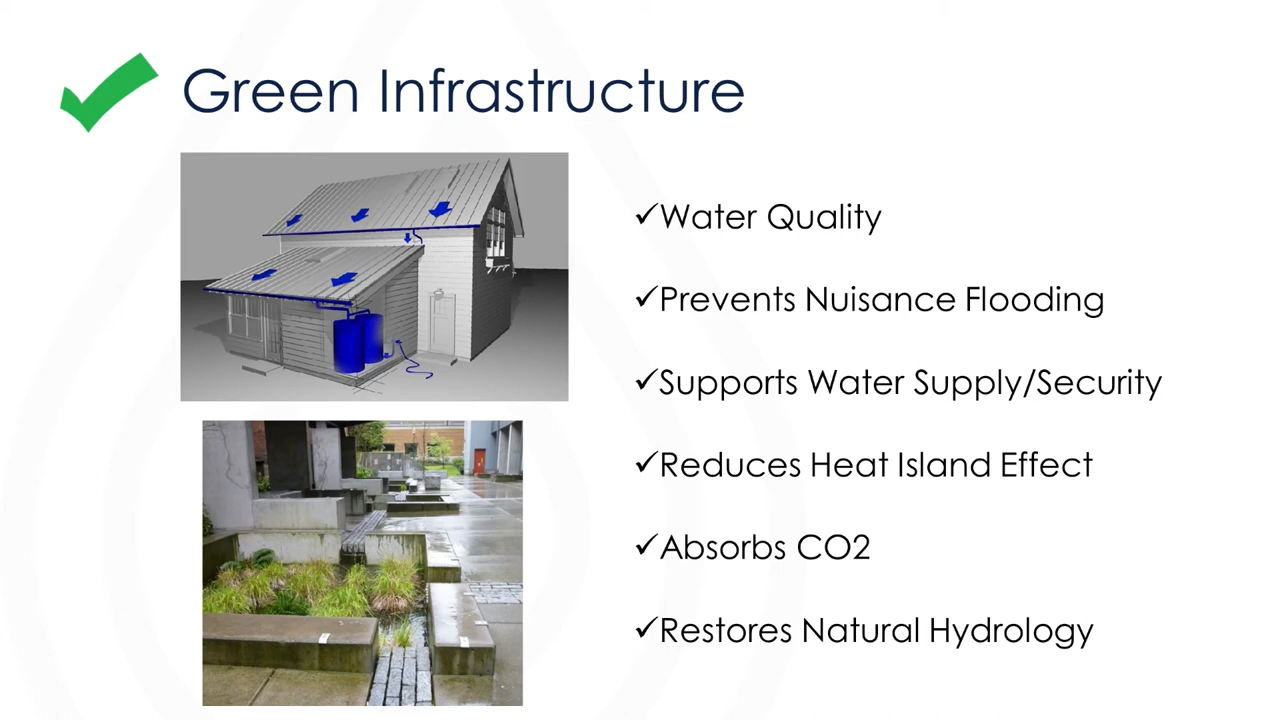 Green Infrastructure
✓Water Quality
✓Prevents Nuisance Flooding
✓Supports Water Supply/Security
✓Reduces Heat Island Effect
✓Absorbs CO2
✓Restores Natural Hydrology